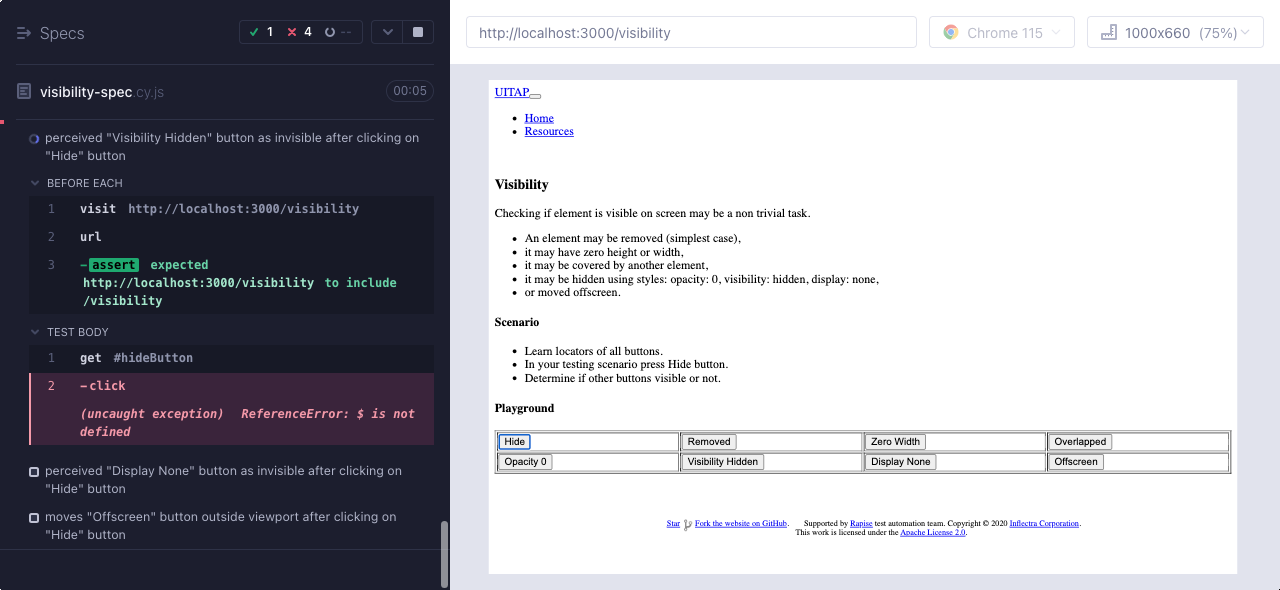 Specs
1 4 --
visibility-spec.cy.js 00:05
perceived "Visibility Hidden" button as invisible after clicking on
"Hide" button
BEFORE EACH
1 visit http://localhost:3000/visibility
2 url
3 -assert expected
http://localhost:3000/visibility to include
/visibility
TEST BODY
1 get #hideButton
2 -click
(uncaught exception) ReferenceError: $ is not
defined
perceived "Display None" button as invisible after clicking on
"Hide" button
moves "Offscreen" button outside viewport after clicking on
"Hide" button
http://localhost:3000/visibility
Chrome 115
1000x660 (75%)
UITAP
Home
Resources
Visibility
Checking if element is visible on screen may be a non trivial task.
An element may be removed (simplest case),
it may have zero height or width,
it may be covered by another element,
it may be hidden using styles: opacity: 0, visibility: hidden, display: none,
or moved offscreen.
Scenario
Learn locators of all buttons.
In your testing scenario press Hide button.
Determine if other buttons visible or not.
Playground
Hide Removed Zero Width Overlapped
Opacity 0 Visibility Hidden Display None Offscreen
Star Fork the website on GitHub. Supported by Rapise test automation team. Copyright © 2020 Inflectra Corporation.
This work is licensed under the Apache License 2.0.